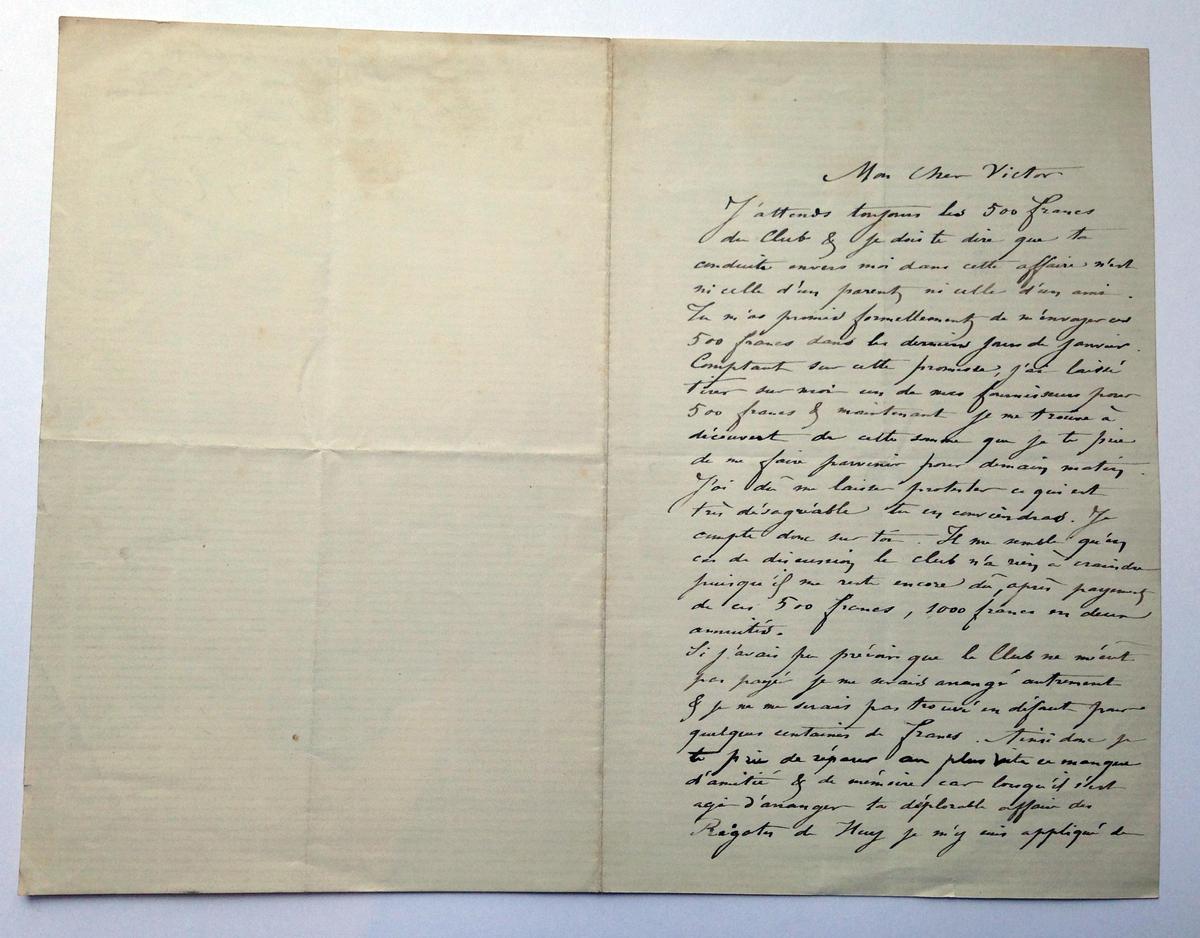 Mon cher Victor
J'attends toujours les 500 francs
du Club & je dois te dire que ta
conduite envers moi dans cette affaire n'est
ni celle d'un parent, ni celle d'un ami.
Tu m'as promis formellement de m'envoyer ces
500 francs dans les derniers jours de janvier.
Comptant sur cette promesse, j'ai laissé
tirer sur moi un de mes fournisseurs pour
500 francs & maintenant je me trouve à
découvert de cette somme que je te prie
de me faire parvenir pour demain matin.
J'ai dû me laisser protester ce qui est
très désagréable tu en conviendras. Je
compte donc sur toi. Il me semble qu'en
cas de discussion le club n'a rien à craindre
puisqu'il me reste encore dû, après payement
de ces 500 francs, 1000 francs en deux
annuités.
Si j'avais pu prévoir que le Club ne m'eut
pas payé je me serais arrangé autrement
& je ne me serais pas trouvé en défaut pour
quelques centaines de francs. Ainsi donc je
te prie de réparer au plus vite ce manque
d'amitié & de mémoire car lorsqu'il s'est
agi d'arranger ta déplorable affaire des
Régates de Huy je m'y suis appliqué de